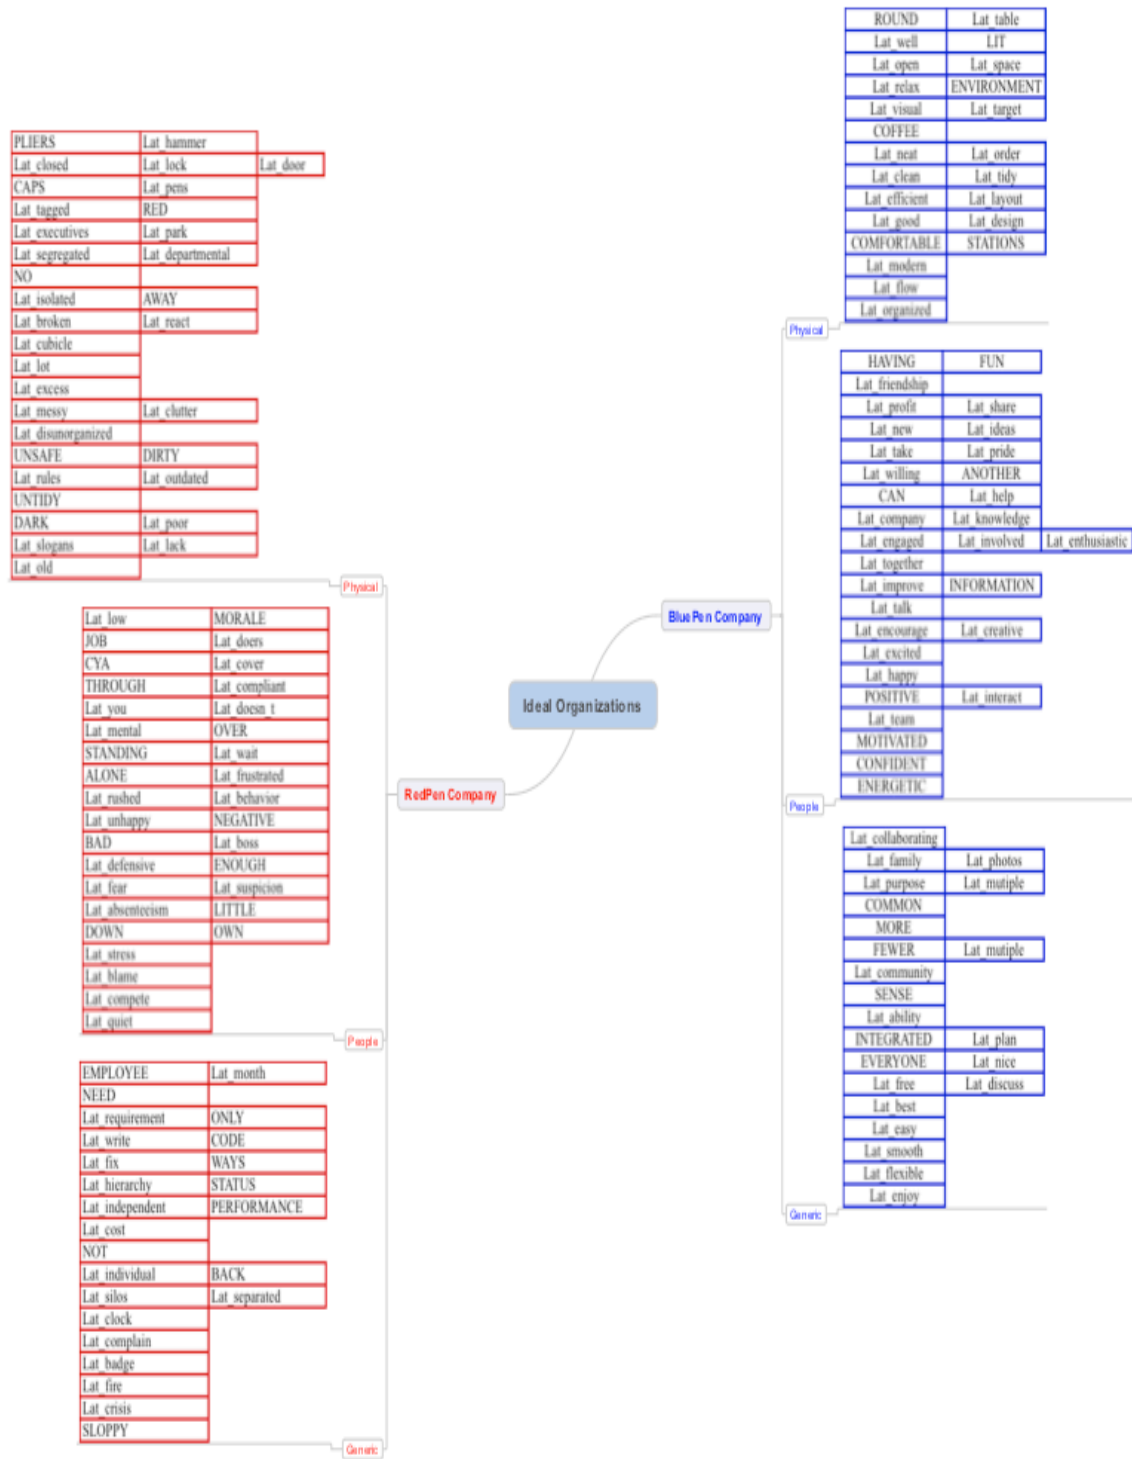 Ideal Organizations
BluePen Company
Physical
ROUND Lat_table
Lat_well LIT
Lat_open Lat_space
Lat_relax ENVIRONMENT
Lat_visual Lat_target
COFFEE
Lat_neat Lat_order
Lat_clean Lat_tidy
Lat_efficient Lat_layout
Lat_good Lat_design
COMFORTABLE STATIONS
Lat_modern
Lat_flow
Lat_organized
People
HAVING FUN
Lat_friendship
Lat_profit Lat_share
Lat_new Lat_ideas
Lat_take Lat_pride
Lat_willing ANOTHER
CAN Lat_help
Lat_company Lat_knowledge
Lat_engaged Lat_involved Lat_enthusiastic
Lat_together
Lat_improve INFORMATION
Lat_talk
Lat_encourage Lat_creative
Lat_excited
Lat_happy
POSITIVE Lat_interact
Lat_team
MOTIVATED
CONFIDENT
ENERGETIC
Generic
Lat_collaborating
Lat_family Lat_photos
Lat_purpose Lat_mutiple
COMMON
MORE
FEWER Lat_mutiple
Lat_community
SENSE
Lat_ability
INTEGRATED Lat_plan
EVERYONE Lat_nice
Lat_free Lat_discuss
Lat_best
Lat_easy
Lat_smooth
Lat_flexible
Lat_enjoy
RedPen Company
Physical
PLIERS Lat_hammer
Lat_closed Lat_lock Lat_door
CAPS Lat_pens
Lat_tagged RED
Lat_executives Lat_park
Lat_segregated Lat_departmental
NO
Lat_isolated AWAY
Lat_broken Lat_react
Lat_cubicle
Lat_lot
Lat_excess
Lat_messy Lat_clutter
Lat_disunorganized
UNSAFE DIRTY
Lat_rules Lat_outdated
UNTIDY
DARK Lat_poor
Lat_slogans Lat_lack
Lat_old
People
Lat_low MORALE
JOB Lat_doers
CYA Lat_cover
THROUGH Lat_compliant
Lat_you Lat_doesn_t
Lat_mental OVER
STANDING Lat_wait
ALONE Lat_frustrated
Lat_rushed Lat_behavior
Lat_unhappy NEGATIVE
BAD Lat_boss
Lat_defensive ENOUGH
Lat_fear Lat_suspicion
Lat_absenteeism LITTLE
DOWN OWN
Lat_stress
Lat_blame
Lat_compete
Lat_quiet
Generic
EMPLOYEE Lat_month
NEED
Lat_requirement ONLY
Lat_write CODE
Lat_fix WAYS
Lat_hierarchy STATUS
Lat_independent PERFORMANCE
Lat_cost
NOT
Lat_individual BACK
Lat_silos Lat_separated
Lat_clock
Lat_complain
Lat_badge
Lat_fire
Lat_crisis
SLOPPY